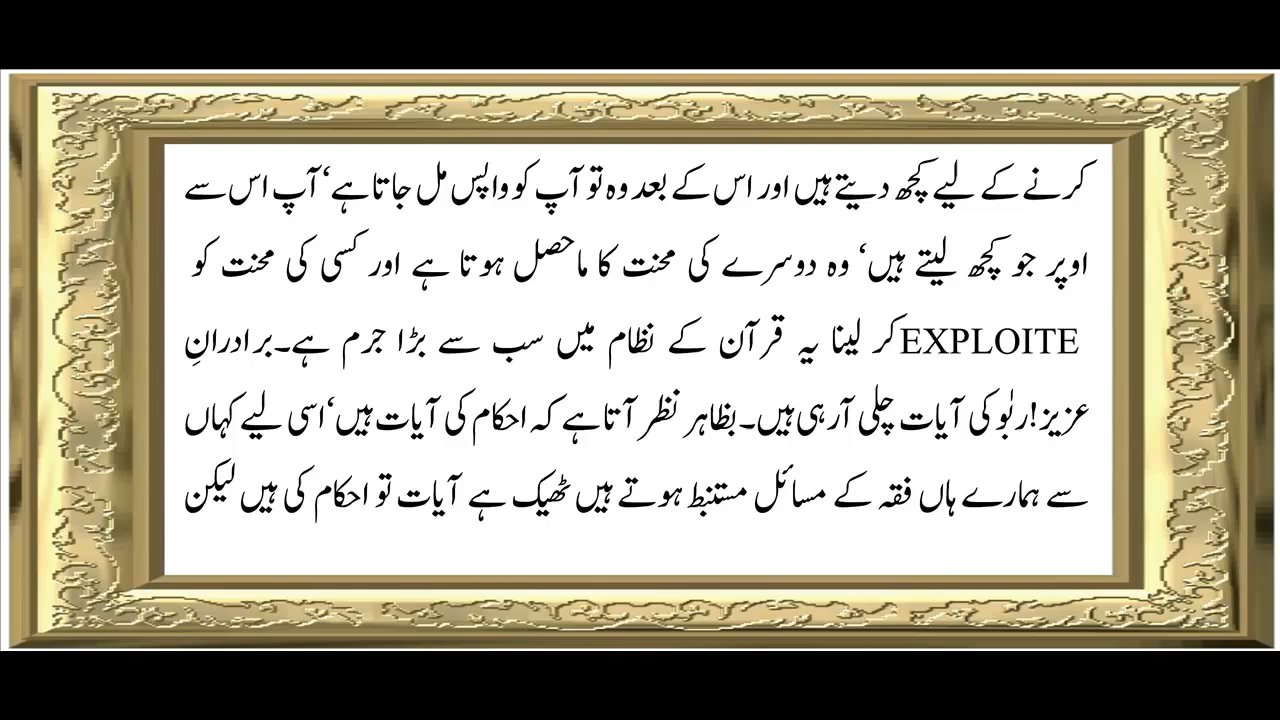 کرنے کے لیے کچھ دیتے ہیں اور اس کے بعد وہ تو آپ کو واپس مل جاتا ہے‘ آپ اس سے
اوپر جو کچھ لیتے ہیں‘ وہ دوسرے کی محنت کا ماحصل ہوتا ہے اور کسی کی محنت کو
EXPLOITE کر لینا یہ قرآن کے نظام میں سب سے بڑا جرم ہے۔ برادرانِ
عزیز! ربٰو کی آیات چلی آ رہی ہیں۔ بظاہر نظر آتا ہے کہ احکام کی آیات ہیں‘ اسی لیے کہاں
سے ہمارے ہاں فقہ کے مسائل مستنبط ہوتے ہیں ٹھیک ہے آیات تو احکام کی ہیں لیکن